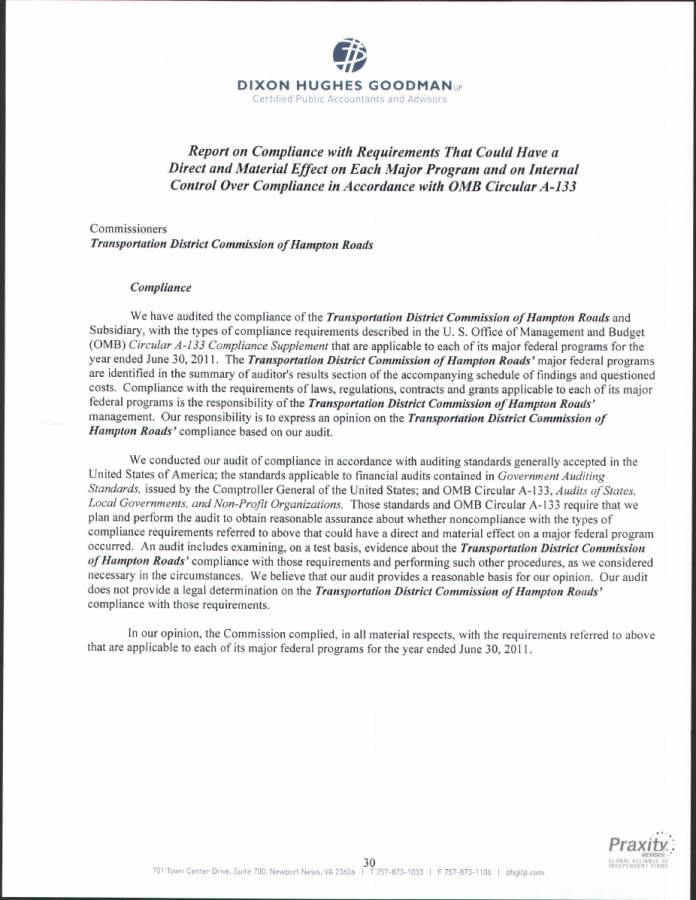 DIXON HUGHES GOODMAN LLP
Certified Public Accountants and Advisors
Report on Compliance with Requirements That Could Have a
Direct and Material Effect on Each Major Program and on Internal
Control Over Compliance in Accordance with OMB Circular A-133
Commissioners
Transportation District Commission of Hampton Roads
Compliance
We have audited the compliance of the Transportation District Commission of Hampton Roads and
Subsidiary, with the types of compliance requirements described in the U. S. Office of Management and Budget
(OMB) Circular A-133 Compliance Supplement that are applicable to each of its major federal programs for the
year ended June 30, 2011. The Transportation District Commission of Hampton Roads' major federal programs
are identified in the summary of auditor's results section of the accompanying schedule of findings and questioned
costs. Compliance with the requirements of laws, regulations, contracts and grants applicable to each of its major
federal programs is the responsibility of the Transportation District Commission of Hampton Roads'
management. Our responsibility is to express an opinion on the Transportation District Commission of
Hampton Roads' compliance based on our audit.
We conducted our audit of compliance in accordance with auditing standards generally accepted in the
United States of America; the standards applicable to financial audits contained in Government Auditing
Standards, issued by the Comptroller General of the United States; and OMB Circular A-133, Audits of States,
Local Governments, and Non-Profit Organizations. Those standards and OMB Circular A-133 require that we
plan and perform the audit to obtain reasonable assurance about whether noncompliance with the types of
compliance requirements referred to above that could have a direct and material effect on a major federal program
occurred. An audit includes examining, on a test basis, evidence about the Transportation District Commission
of Hampton Roads' compliance with those requirements and performing such other procedures, as we considered
necessary in the circumstances. We believe that our audit provides a reasonable basis for our opinion. Our audit
does not provide a legal determination on the Transportation District Commission of Hampton Roads'
compliance with those requirements.
In our opinion, the Commission complied, in all material respects, with the requirements referred to above
that are applicable to each of its major federal programs for the year ended June 30, 2011.
30
701 Town Center Drive, Suite 700, Newport News, VA 23606 | T 757-873-1033 | F 757-873-1106 | dhgllp.com
Praxity
MEMBER
GLOBAL ALLIANCE OF
INDEPENDENT FIRMS